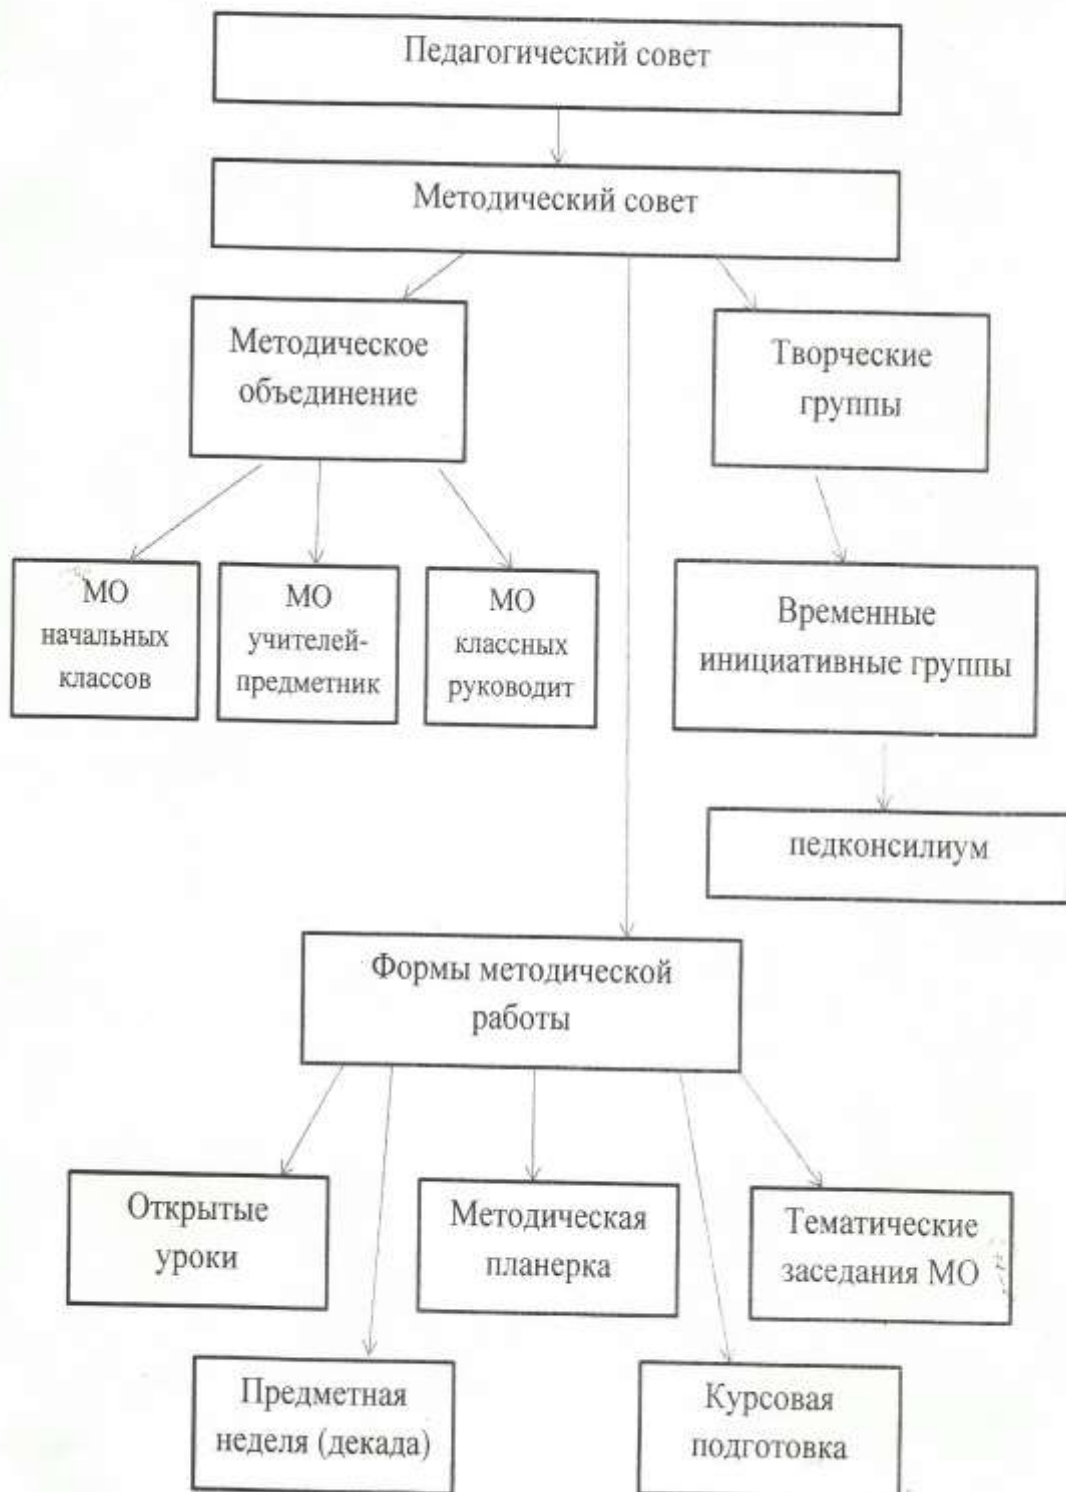 Педагогический совет
Методический совет
Методическое
объединение
Творческие
группы
МО
начальных
классов
МО
учителей-
предметник
МО
классных
руководит
Временные
инициативные группы
педконсилиум
Формы методической
работы
Открытые
уроки
Методическая
планерка
Тематические
заседания МО
Предметная
неделя (декада)
Курсовая
подготовка